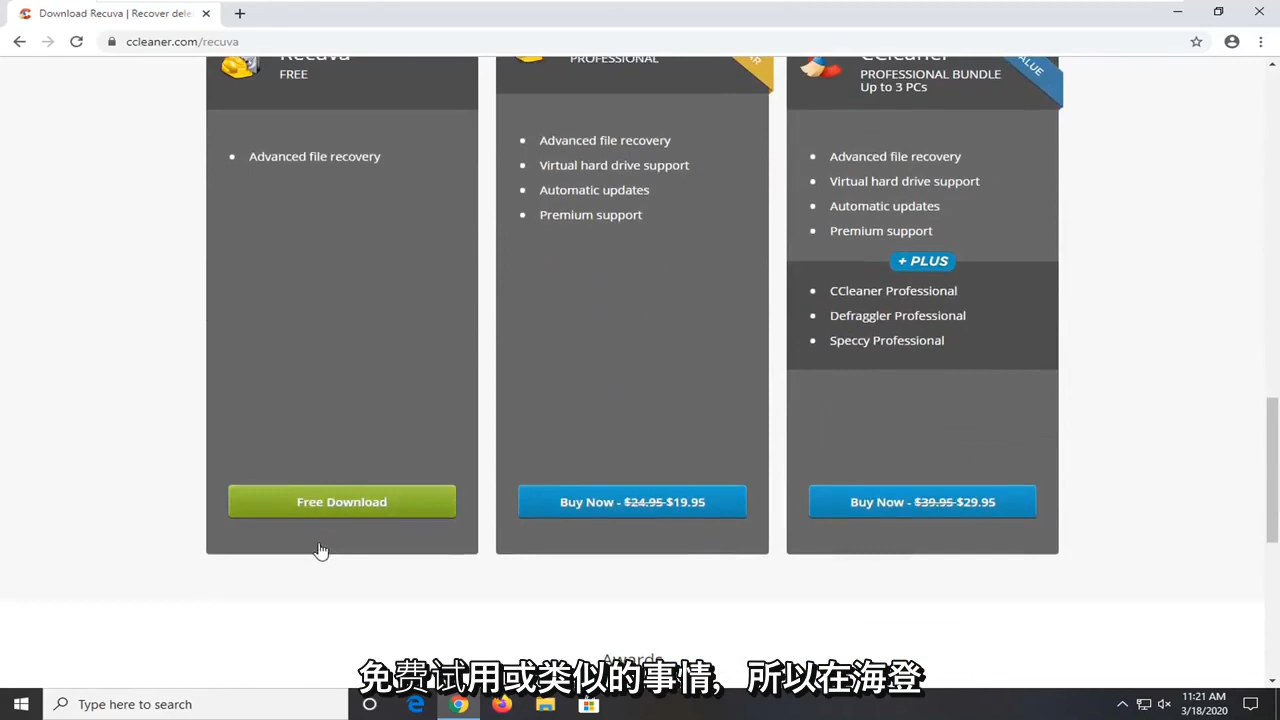 Download Recuva | Recover dele
ccleaner.com/recuva
Recuva
FREE
Advanced file recovery
Free Download
PROFESSIONAL
Advanced file recovery
Virtual hard drive support
Automatic updates
Premium support
Buy Now - $24.95 $19.95
CCleaner
PROFESSIONAL BUNDLE
Up to 3 PCs
Advanced file recovery
Virtual hard drive support
Automatic updates
Premium support
+ PLUS
CCleaner Professional
Defraggler Professional
Speccy Professional
Buy Now - $39.95 $29.95
Awards
免费试用或类似的事情，所以在海登
Type here to search
11:21 AM
3/18/2020